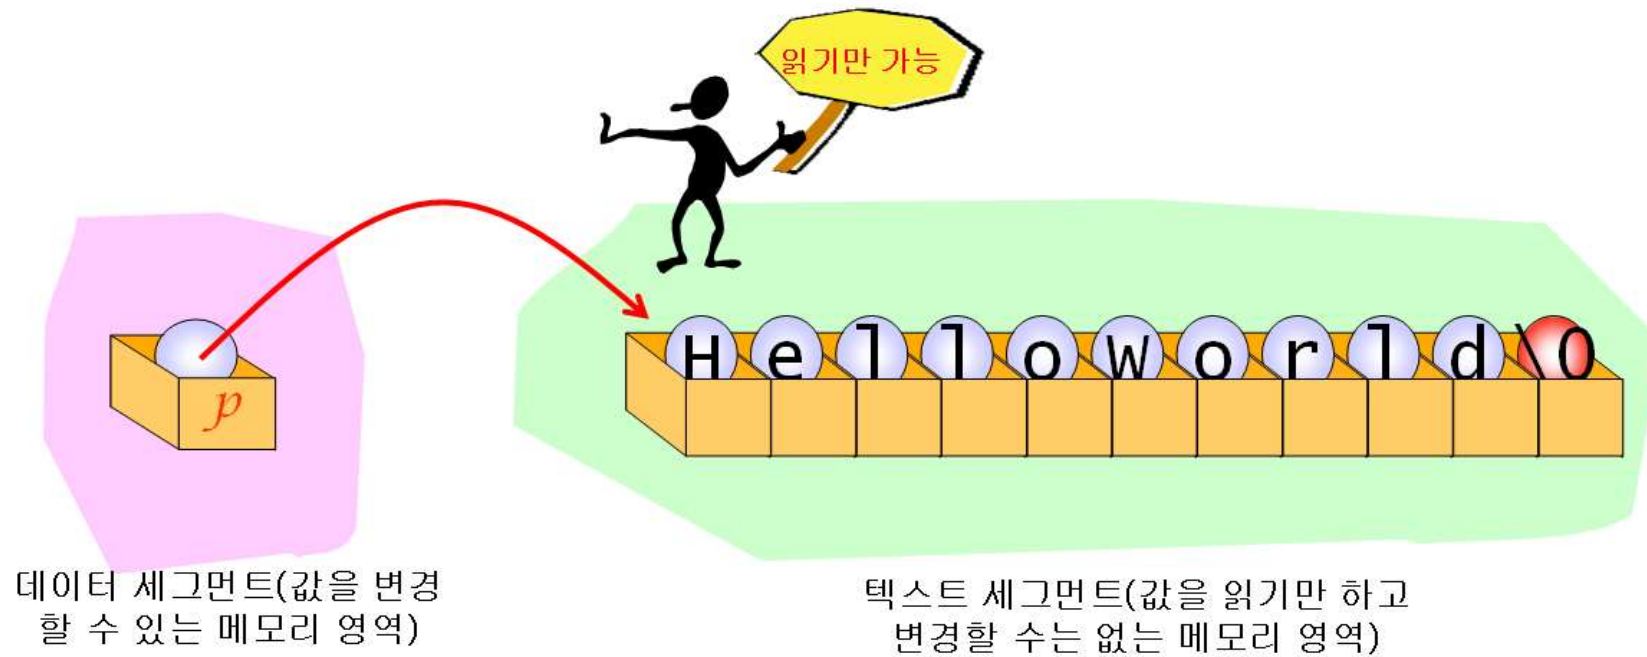 읽기만 가능
p
HelloWorld\0
데이터 세그먼트(값을 변경
할 수 있는 메모리 영역)
텍스트 세그먼트(값을 읽기만 하고
변경할 수는 없는 메모리 영역)